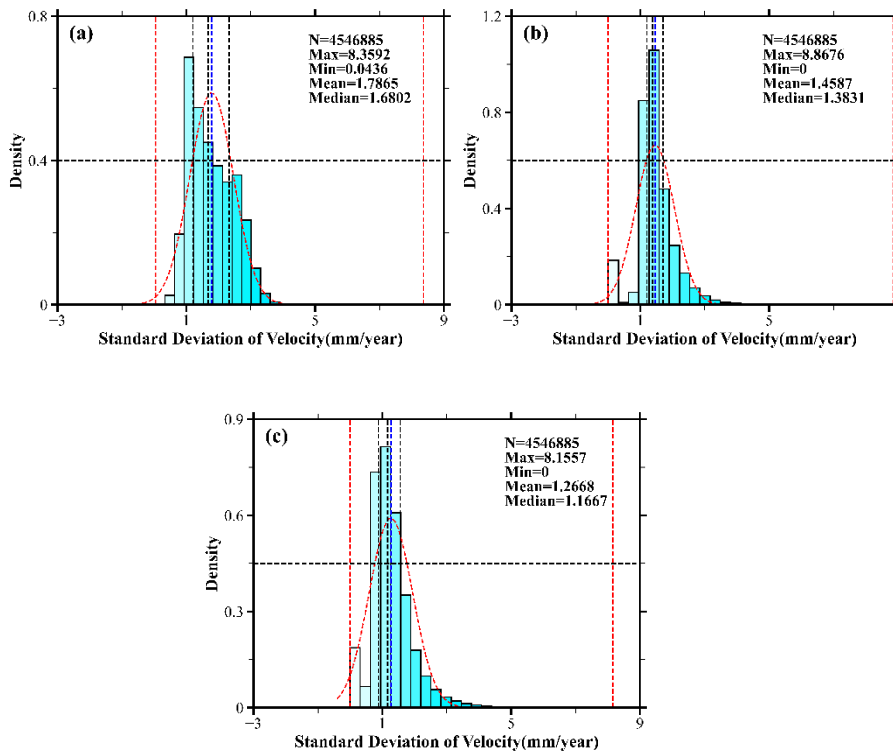 (a)
N=4546885
Max=8.3592
Min=0.0436
Mean=1.7865
Median=1.6802
0.8
0.4
0
Density
−3
1
5
9
Standard Deviation of Velocity(mm/year)
(b)
N=4546885
Max=8.8676
Min=0
Mean=1.4587
Median=1.3831
1.2
0.8
0.4
0
Density
−3
1
5
9
Standard Deviation of Velocity(mm/year)
(c)
N=4546885
Max=8.1557
Min=0
Mean=1.2668
Median=1.1667
0.9
0.6
0.3
0
Density
−3
1
5
9
Standard Deviation of Velocity(mm/year)